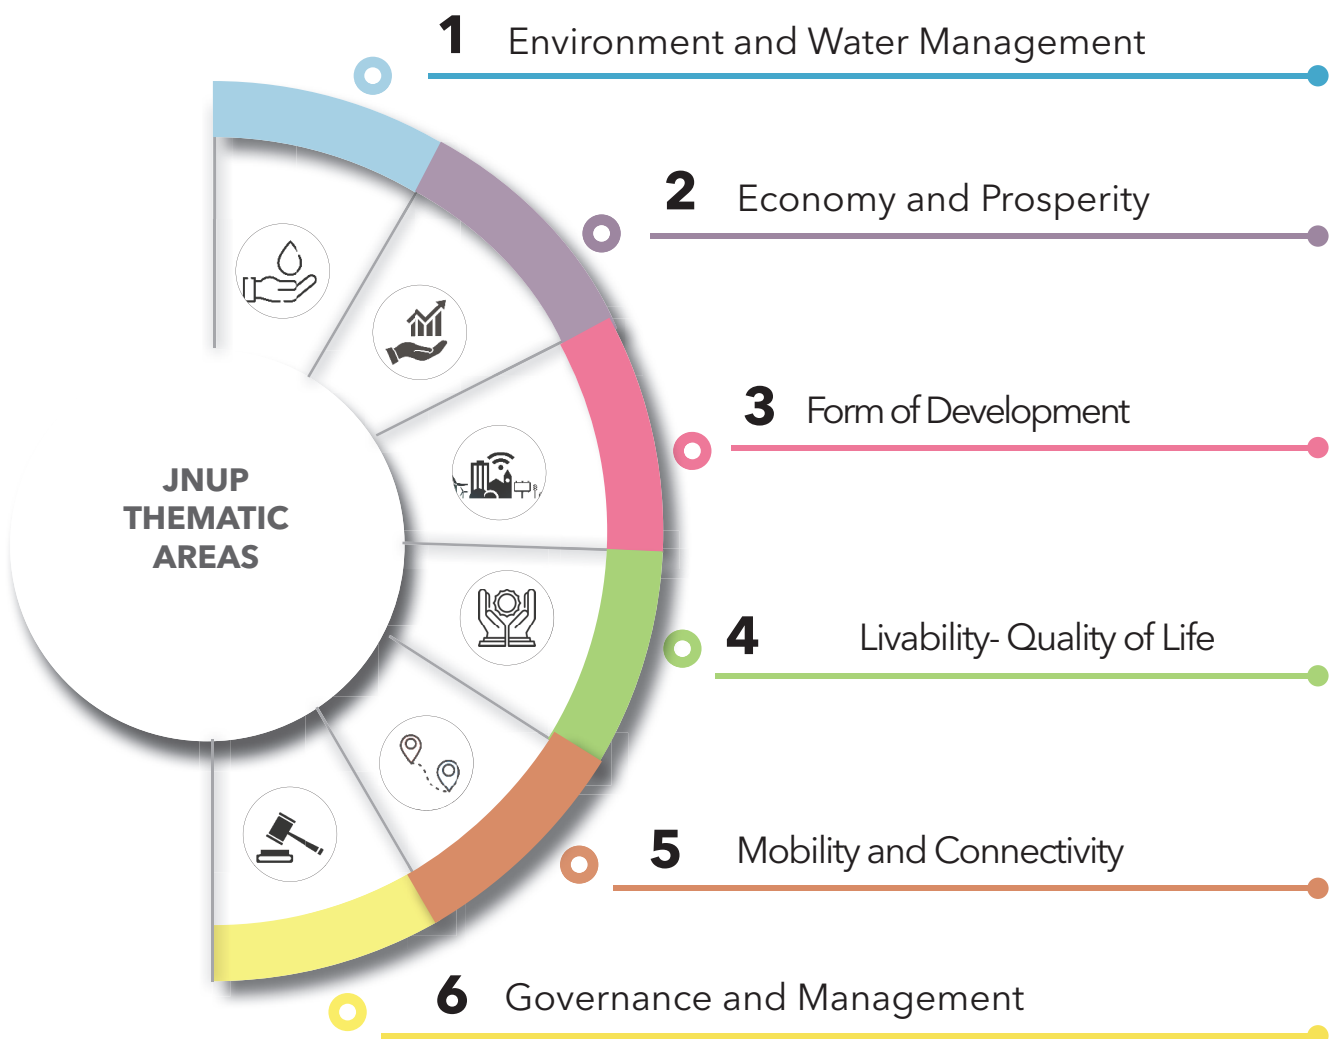 1 Environment and Water Management
2 Economy and Prosperity
3 Form of Development
JNUP
THEMATIC
AREAS
4 Livability- Quality of Life
5 Mobility and Connectivity
6 Governance and Management